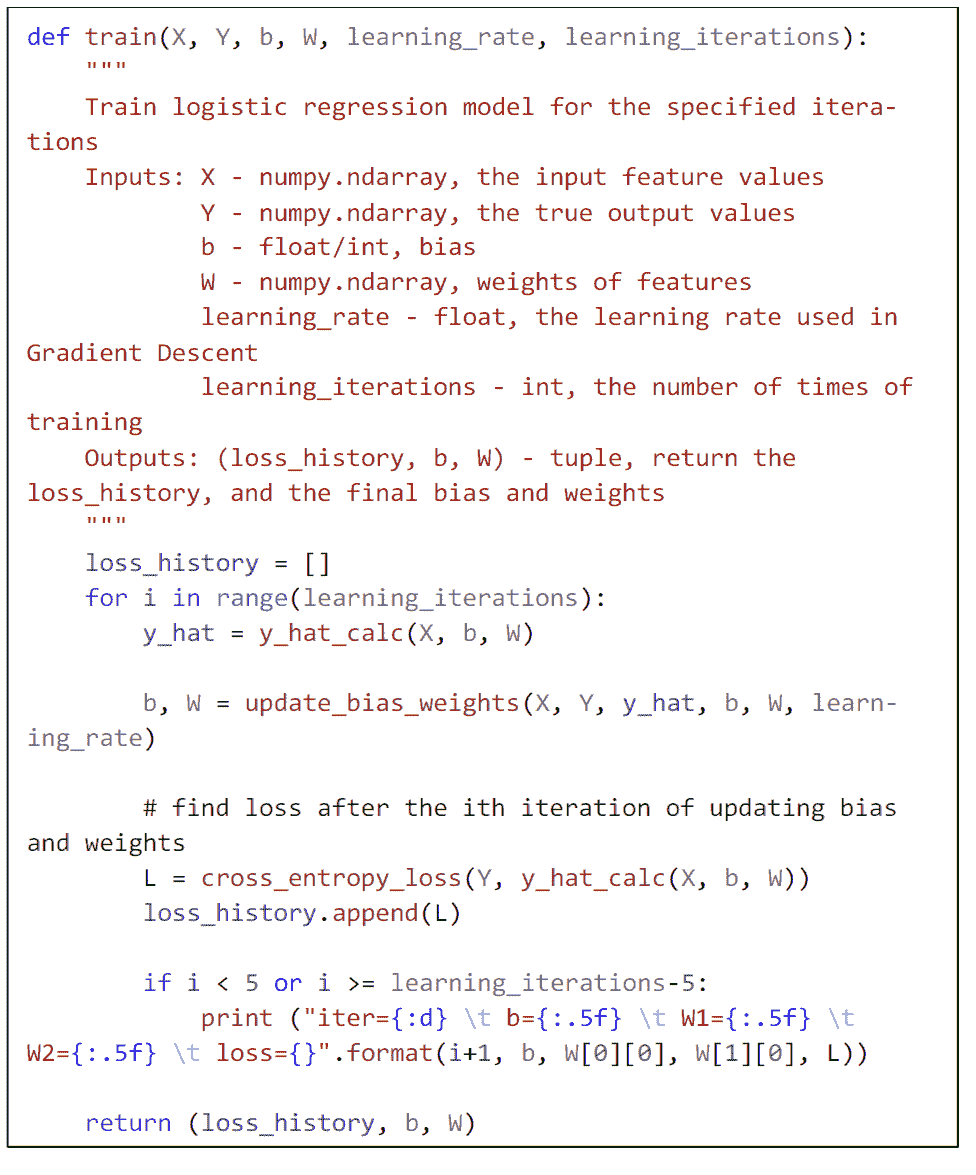 def train(X, Y, b, W, learning_rate, learning_iterations):
    """
    Train logistic regression model for the specified itera-
tions
    Inputs: X - numpy.ndarray, the input feature values
            Y - numpy.ndarray, the true output values
            b - float/int, bias
            W - numpy.ndarray, weights of features
            learning_rate - float, the learning rate used in
Gradient Descent
            learning_iterations - int, the number of times of
training
    Outputs: (loss_history, b, W) - tuple, return the
loss_history, and the final bias and weights
    """
    loss_history = []
    for i in range(learning_iterations):
        y_hat = y_hat_calc(X, b, W)

        b, W = update_bias_weights(X, Y, y_hat, b, W, learn-
ing_rate)

        # find loss after the ith iteration of updating bias
and weights
        L = cross_entropy_loss(Y, y_hat_calc(X, b, W))
        loss_history.append(L)

        if i < 5 or i >= learning_iterations-5:
            print ("iter={:d} \t b={:.5f} \t W1={:.5f} \t
W2={:.5f} \t loss={}".format(i+1, b, W[0][0], W[1][0], L))

    return (loss_history, b, W)